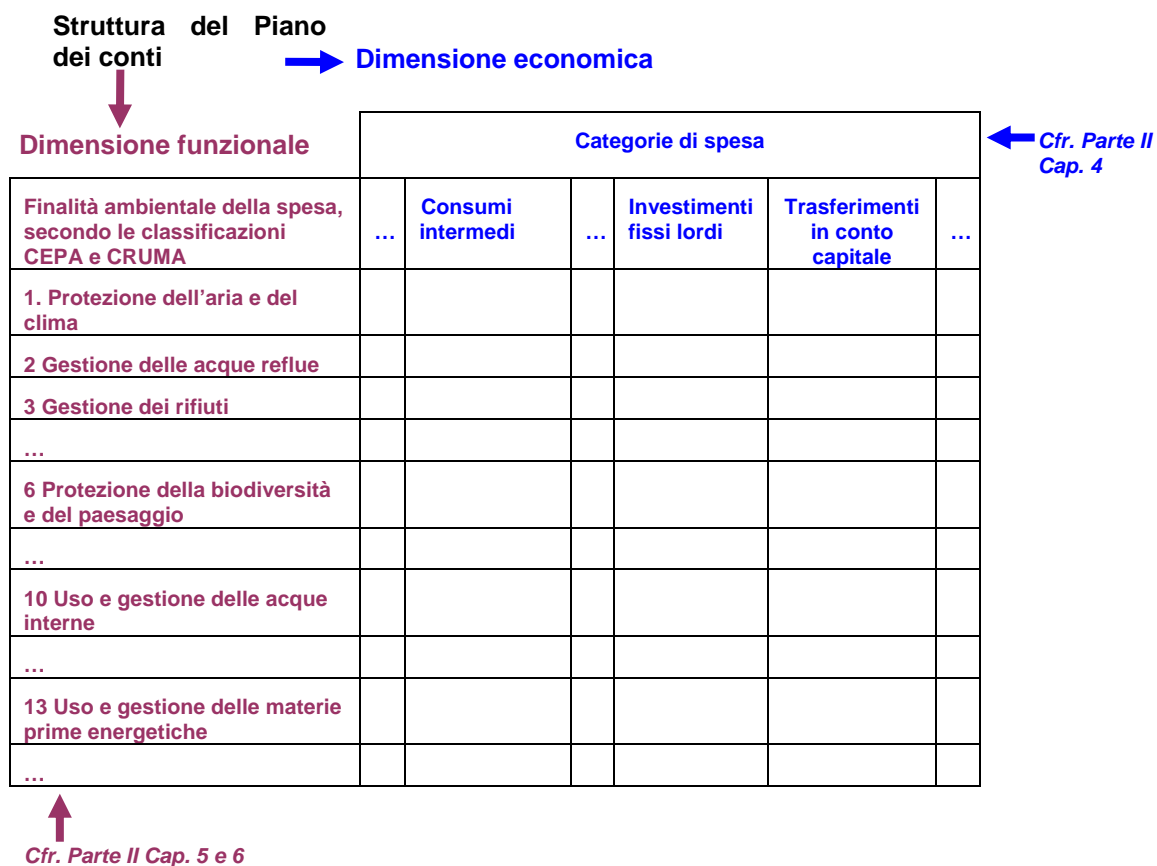 Struttura del Piano
dei conti
Dimensione economica
Dimensione funzionale
Categorie di spesa
Cfr. Parte II
Cap. 4
Finalità ambientale della spesa,
secondo le classificazioni
CEPA e CRUMA
…
Consumi
intermedi
…
Investimenti
fissi lordi
Trasferimenti
in conto
capitale
…
1. Protezione dell’aria e del
clima
2 Gestione delle acque reflue
3 Gestione dei rifiuti
…
6 Protezione della biodiversità
e del paesaggio
…
10 Uso e gestione delle acque
interne
…
13 Uso e gestione delle materie
prime energetiche
…
Cfr. Parte II Cap. 5 e 6